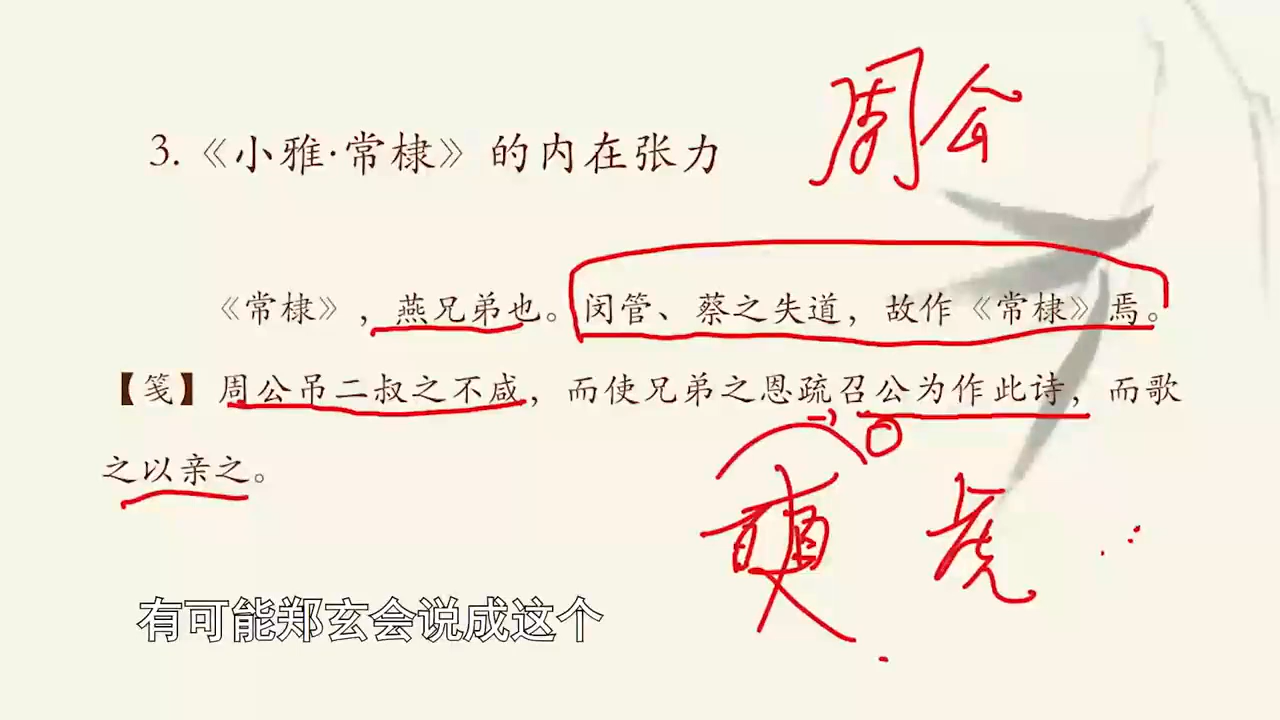 3.《小雅·常棣》的内在张力
周公
《常棣》，燕兄弟也。闵管、蔡之失道，故作《常棣》焉。
【笺】周公吊二叔之不咸，而使兄弟之恩疏召公为作此诗，而歌
之以亲之。
奭 虎
有可能郑玄会说成这个